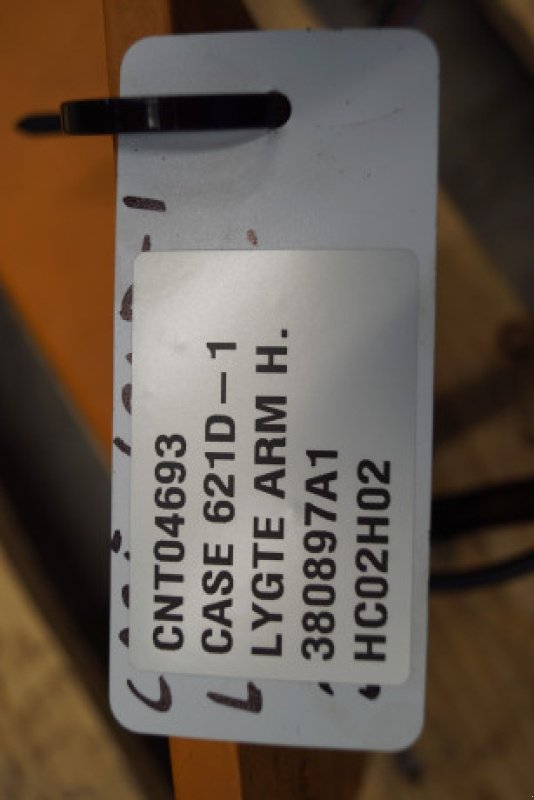 CNT04693
CASE 621D-1
LYGTE ARM H.
380897A1
HC02H02